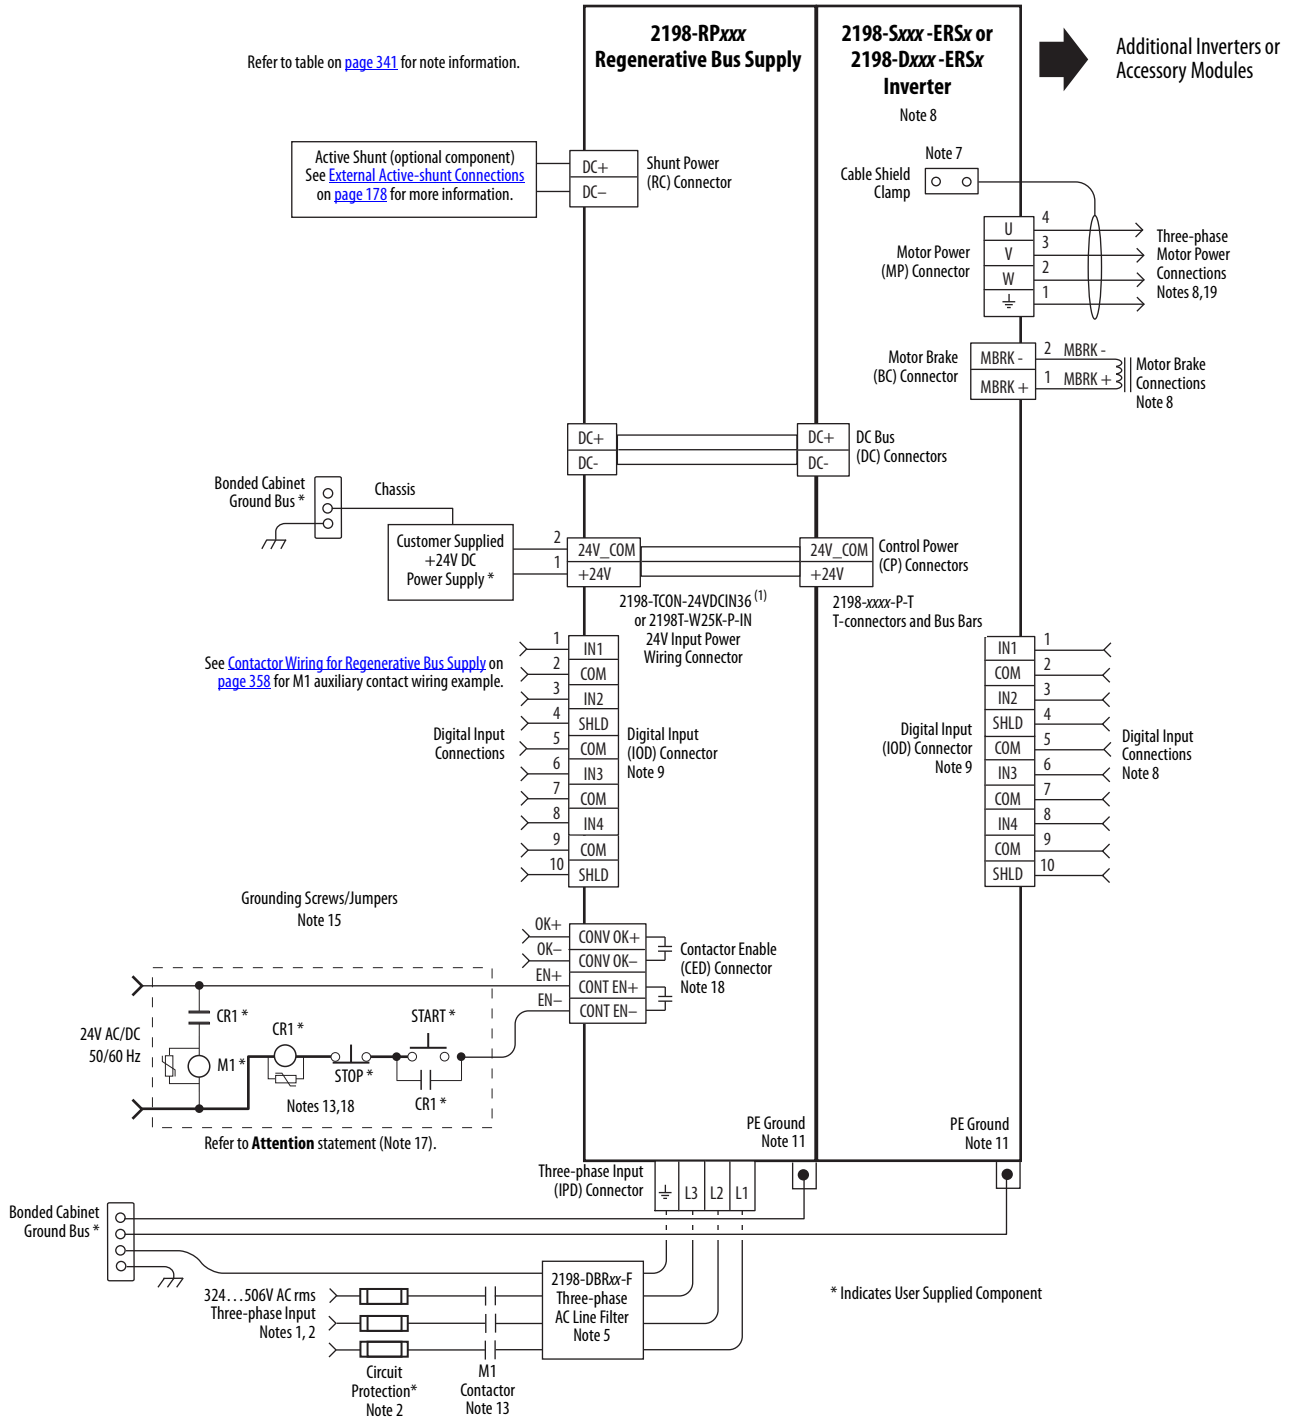 2198-RPxxx
Regenerative Bus Supply
2198-Sxxx -ERSx or
2198-Dxxx -ERSx
Inverter
Note 8
Additional Inverters or
Accessory Modules
Refer to table on page 341 for note information.
Active Shunt (optional component)
See External Active-shunt Connections
on page 178 for more information.
DC+
DC–
Shunt Power
(RC) Connector
Note 7
Cable Shield
Clamp
Motor Power
(MP) Connector
U
V
W
4
3
2
1
Three-phase
Motor Power
Connections
Notes 8,19
Motor Brake
(BC) Connector
MBRK -
MBRK +
2
1
MBRK -
MBRK +
Motor Brake
Connections
Note 8
DC+
DC-
DC+
DC-
DC Bus
(DC) Connectors
Bonded Cabinet
Ground Bus *
Chassis
Customer Supplied
+24V DC
Power Supply *
2
1
24V_COM
+24V
24V_COM
+24V
Control Power
(CP) Connectors
2198-TCON-24VDCIN36 (1)
or 2198T-W25K-P-IN
24V Input Power
Wiring Connector
2198-xxxx-P-T
T-connectors and Bus Bars
See Contactor Wiring for Regenerative Bus Supply on
page 358 for M1 auxiliary contact wiring example.
Digital Input
Connections
1
2
3
4
5
6
7
8
9
10
IN1
COM
IN2
SHLD
COM
IN3
COM
IN4
COM
SHLD
Digital Input
(IOD) Connector
Note 9
Digital Input
(IOD) Connector
Note 9
IN1
COM
IN2
SHLD
COM
IN3
COM
IN4
COM
SHLD
1
2
3
4
5
6
7
8
9
10
Digital Input
Connections
Note 8
Grounding Screws/Jumpers
Note 15
OK+
OK–
EN+
EN–
CONV OK+
CONV OK–
CONT EN+
CONT EN–
Contactor Enable
(CED) Connector
Note 18
24V AC/DC
50/60 Hz
CR1 *
M1 *
CR1 *
STOP *
START *
CR1 *
Notes 13,18
Refer to Attention statement (Note 17).
PE Ground
Note 11
PE Ground
Note 11
Three-phase Input
(IPD) Connector
L3
L2
L1
Bonded Cabinet
Ground Bus *
324…506V AC rms
Three-phase Input
Notes 1, 2
2198-DBRxx-F
Three-phase
AC Line Filter
Note 5
* Indicates User Supplied Component
Circuit
Protection*
Note 2
M1
Contactor
Note 13